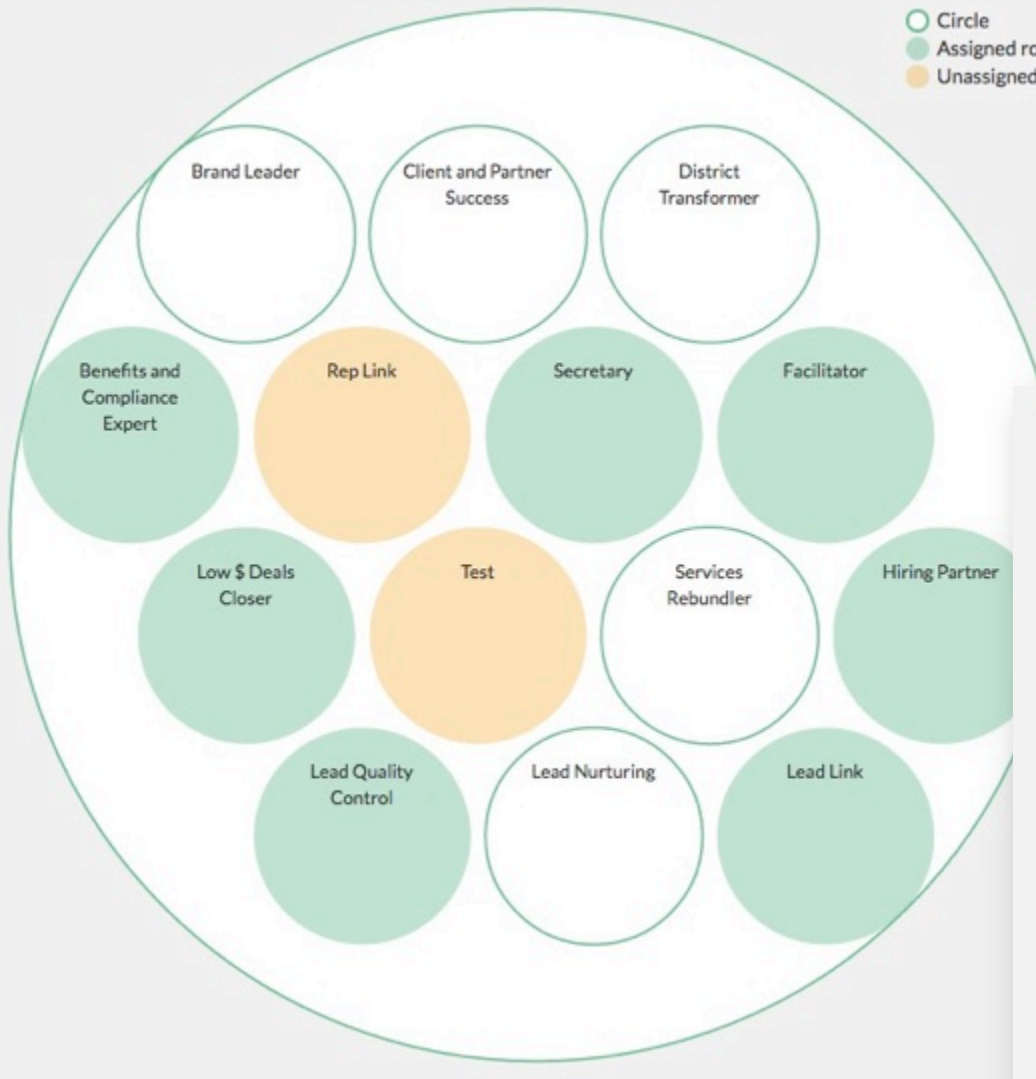 Circle
Assigned ro
Unassigned
Brand Leader
Client and Partner
Success
District
Transformer
Benefits and
Compliance
Expert
Rep Link
Secretary
Facilitator
Low $ Deals
Closer
Test
Services
Rebundler
Hiring Partner
Lead Quality
Control
Lead Nurturing
Lead Link